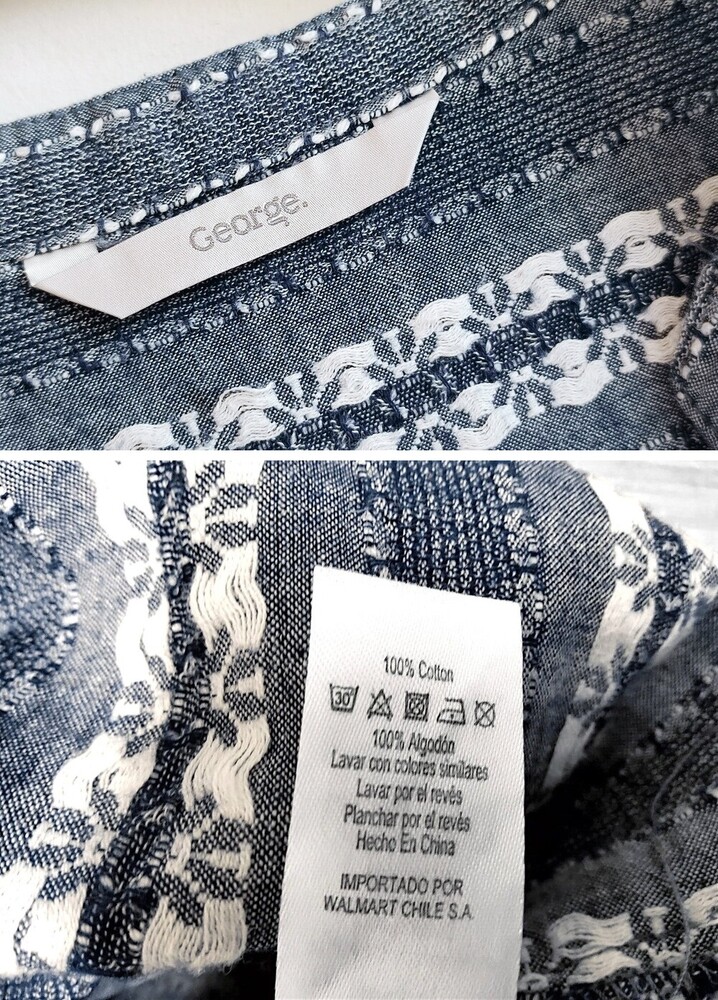 George.
100% Cotton
30°
100% Algodón
Lavar con colores similares
Lavar por el revés
Planchar por el revés
Hecho En China
IMPORTADO POR
WALMART CHILE S.A.